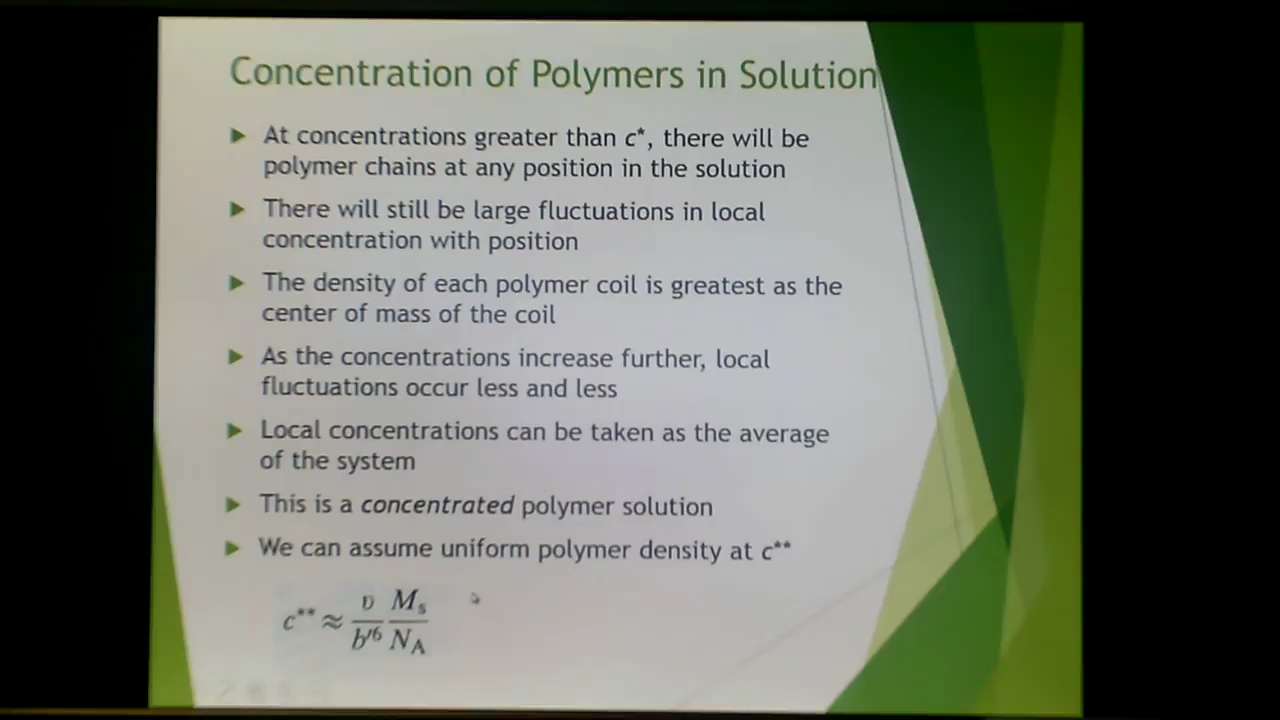 Concentration of Polymers in Solution
At concentrations greater than c*, there will be
polymer chains at any position in the solution
There will still be large fluctuations in local
concentration with position
The density of each polymer coil is greatest as the
center of mass of the coil
As the concentrations increase further, local
fluctuations occur less and less
Local concentrations can be taken as the average
of the system
This is a concentrated polymer solution
We can assume uniform polymer density at c**
c** ≈ υ/b'⁶ Mₛ/N_A